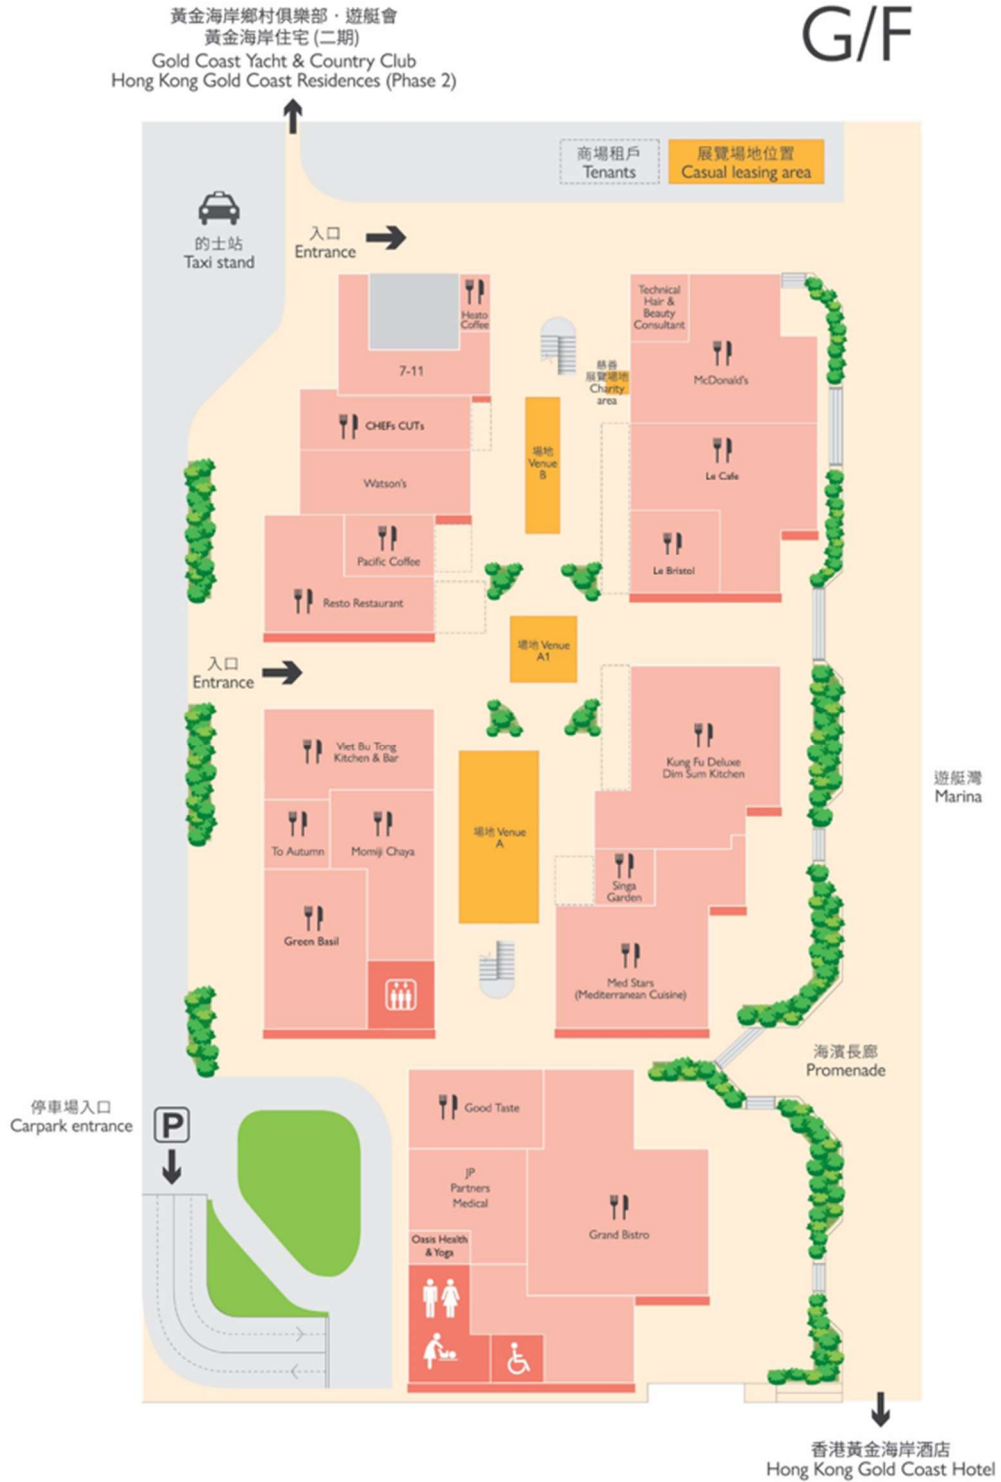 黃金海岸鄉村俱樂部・遊艇會
黃金海岸住宅 (二期)
Gold Coast Yacht & Country Club
Hong Kong Gold Coast Residences (Phase 2)
G/F
商場租戶
Tenants
展覽場地位置
Casual leasing area
的士站
Taxi stand
入口
Entrance
Heato
Coffee
7-11
CHEFs CUTs
Watson's
Pacific Coffee
Resto Restaurant
Technical
Hair &
Beauty
Consultant
McDonald's
慈善
展覽場地
Charity
area
場地
Venue
B
Le Cafe
Le Bristol
場地 Venue
A1
入口
Entrance
Viet Bu Tong
Kitchen & Bar
To Autumn
Momiji Chaya
Green Basil
場地 Venue
A
Kung Fu Deluxe
Dim Sum Kitchen
Singa
Garden
Med Stars
(Mediterranean Cuisine)
遊艇灣
Marina
海濱長廊
Promenade
停車場入口
Carpark entrance
P
Good Taste
JP
Partners
Medical
Oasis Health
& Yoga
Grand Bistro
香港黃金海岸酒店
Hong Kong Gold Coast Hotel